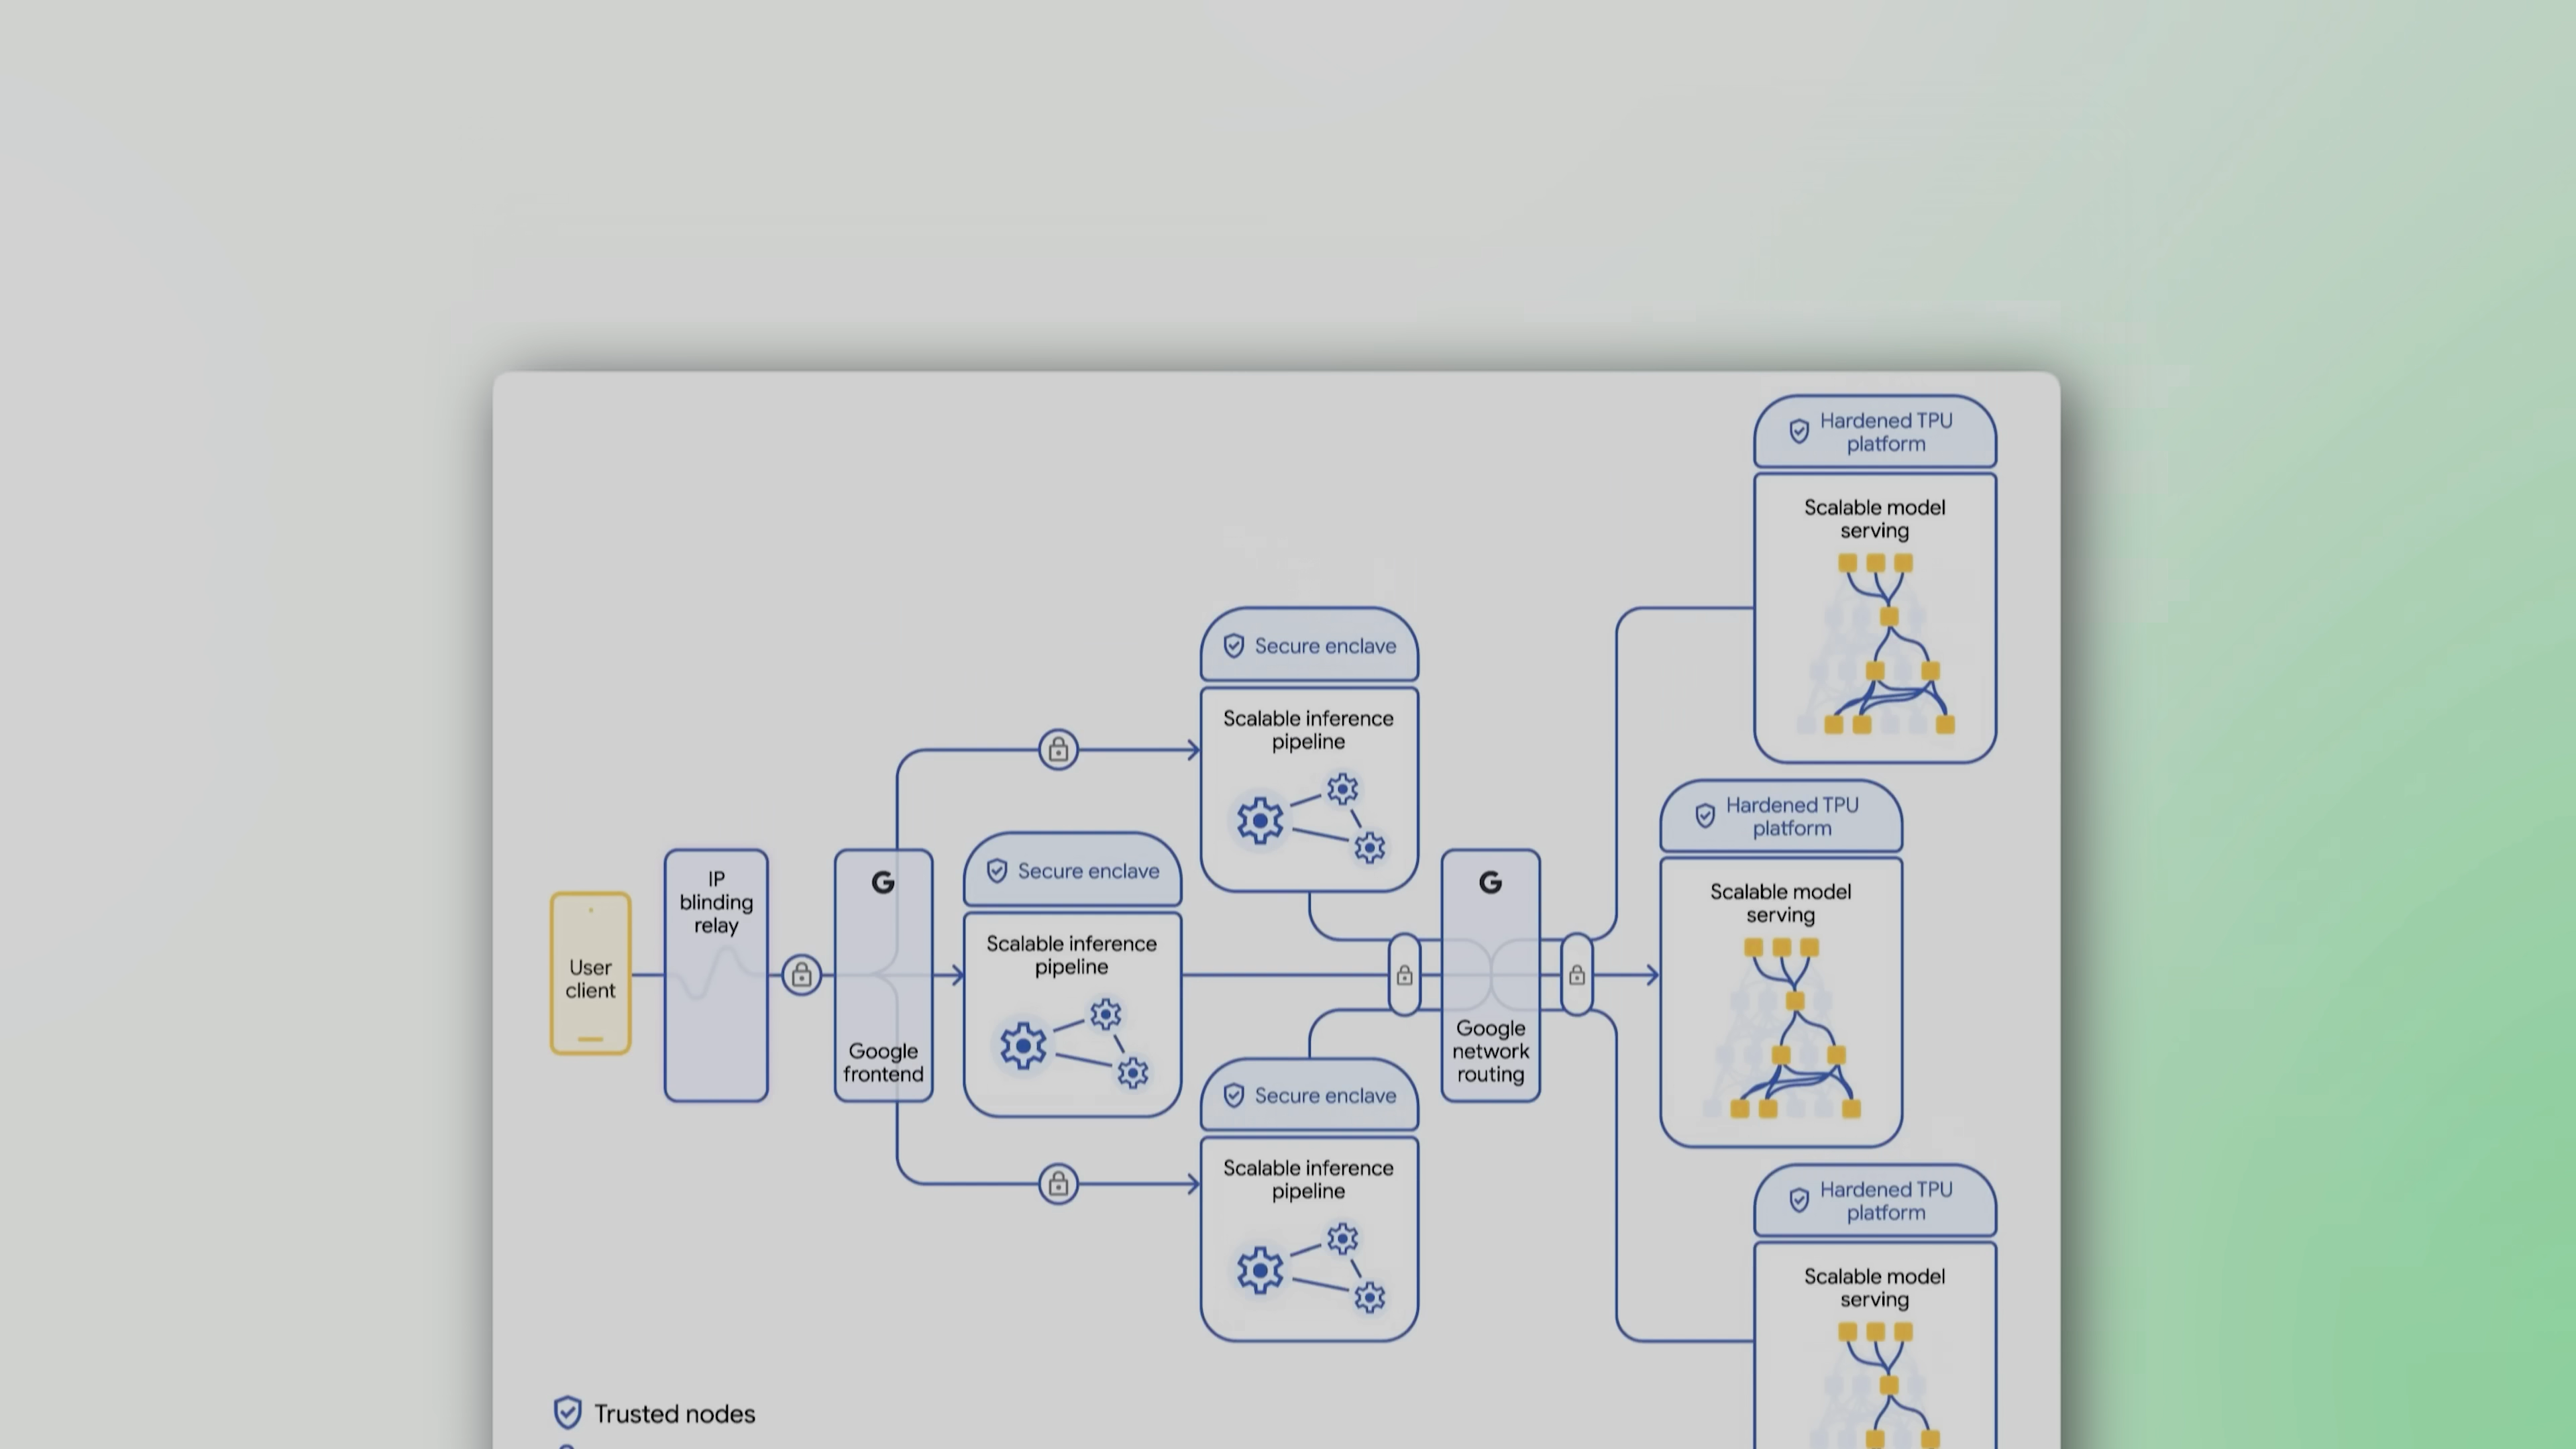 Hardened TPU
platform
Scalable model
serving
Secure enclave
Scalable inference
pipeline
Hardened TPU
platform
Scalable model
serving
IP
blinding
relay
G
Google
frontend
User
client
Secure enclave
Scalable inference
pipeline
G
Google
network
routing
Secure enclave
Scalable inference
pipeline
Hardened TPU
platform
Scalable model
serving
Trusted nodes